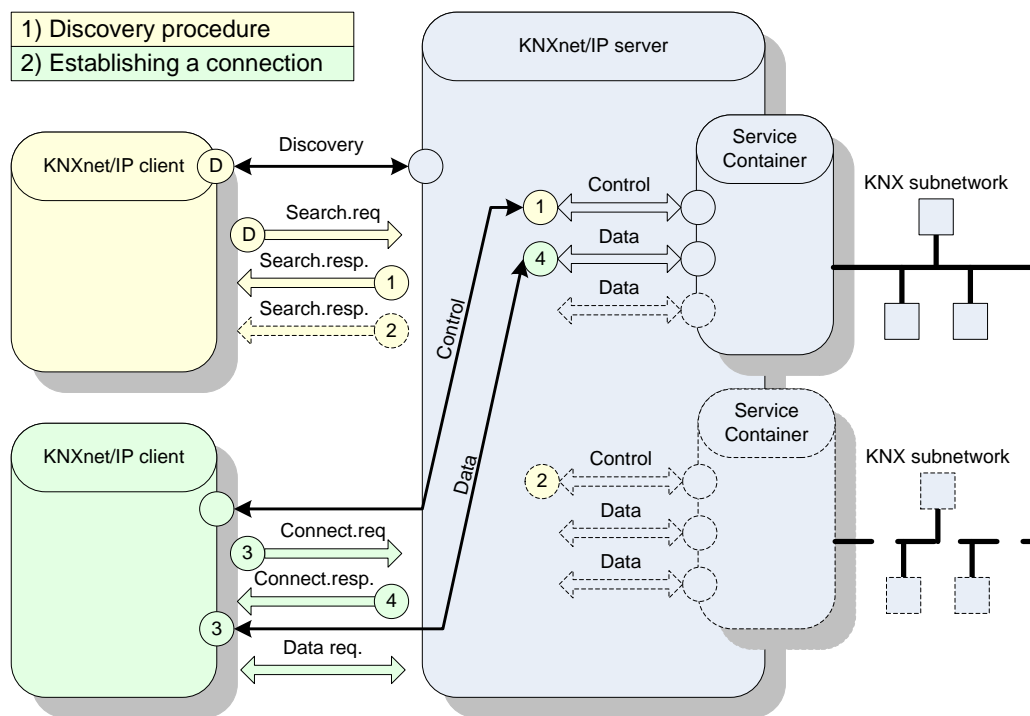 1) Discovery procedure
2) Establishing a connection
KNXnet/IP server
KNXnet/IP client
D
Discovery
Service
Container
KNX subnetwork
Search.req
D
Search.resp.
1
Search.resp.
2
1
Control
4
Data
Data
Control
Data
KNXnet/IP client
Service
Container
KNX subnetwork
2
Control
Data
Data
Connect.req
3
Connect.resp.
4
3
Data req.